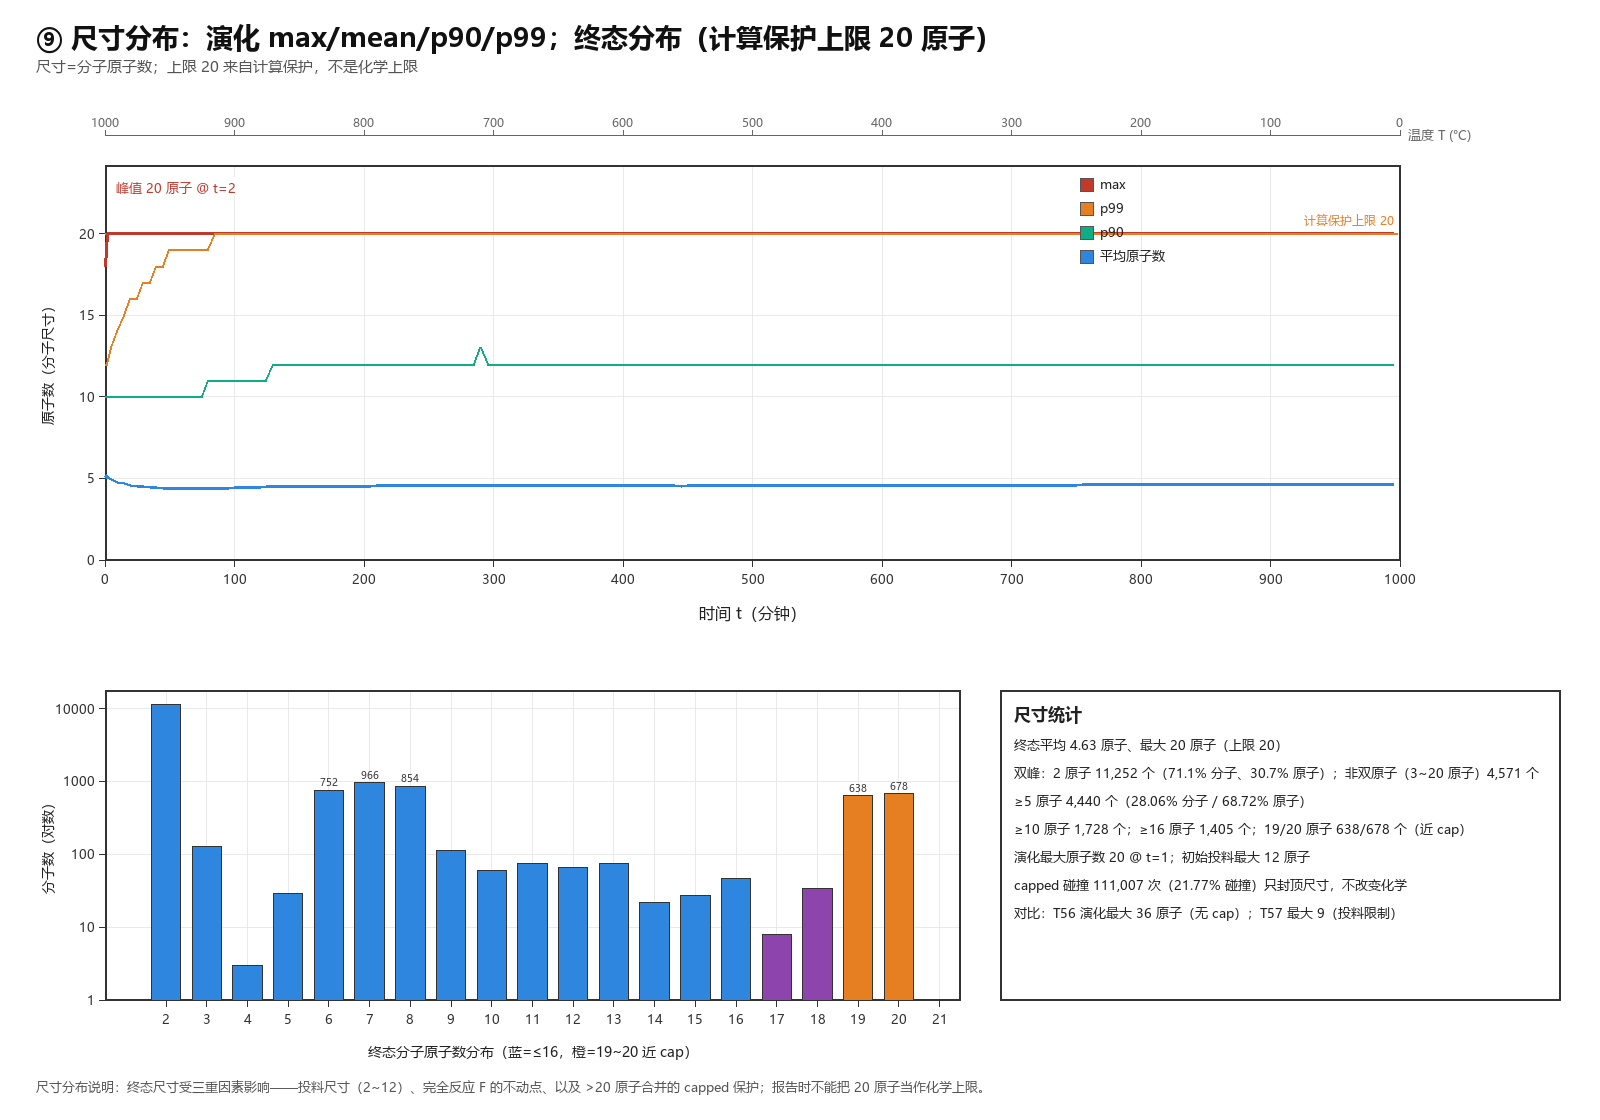 ⑨ 尺寸分布：演化 max/mean/p90/p99；终态分布（计算保护上限 20 原子）
尺寸=分子原子数；上限 20 来自计算保护，不是化学上限
1000 900 800 700 600 500 400 300 200 100 0
温度 T (°C)
峰值 20 原子 @ t=2
max
p99
p90
平均原子数
计算保护上限 20
20
15
10
5
0
原子数（分子尺寸）
0 100 200 300 400 500 600 700 800 900 1000
时间 t（分钟）
10000
1000
100
10
1
分子数（对数）
752 966 854 638 678
2 3 4 5 6 7 8 9 10 11 12 13 14 15 16 17 18 19 20 21
终态分子原子数分布（蓝=≤16，橙=19~20 近 cap）
尺寸统计
终态平均 4.63 原子、最大 20 原子（上限 20）
双峰：2 原子 11,252 个（71.1% 分子、30.7% 原子）；非双原子（3~20 原子）4,571 个
≥5 原子 4,440 个（28.06% 分子 / 68.72% 原子）
≥10 原子 1,728 个；≥16 原子 1,405 个；19/20 原子 638/678 个（近 cap）
演化最大原子数 20 @ t=1；初始投料最大 12 原子
capped 碰撞 111,007 次（21.77% 碰撞）只封顶尺寸，不改变化学
对比：T56 演化最大 36 原子（无 cap）；T57 最大 9（投料限制）
尺寸分布说明：终态尺寸受三重因素影响——投料尺寸（2~12）、完全反应 F 的不动点、以及 >20 原子合并的 capped 保护；报告时不能把 20 原子当作化学上限。